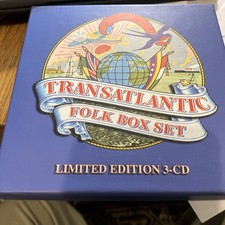 TRANSATLANTIC
FOLK BOX SET
LIMITED EDITION 3-CD